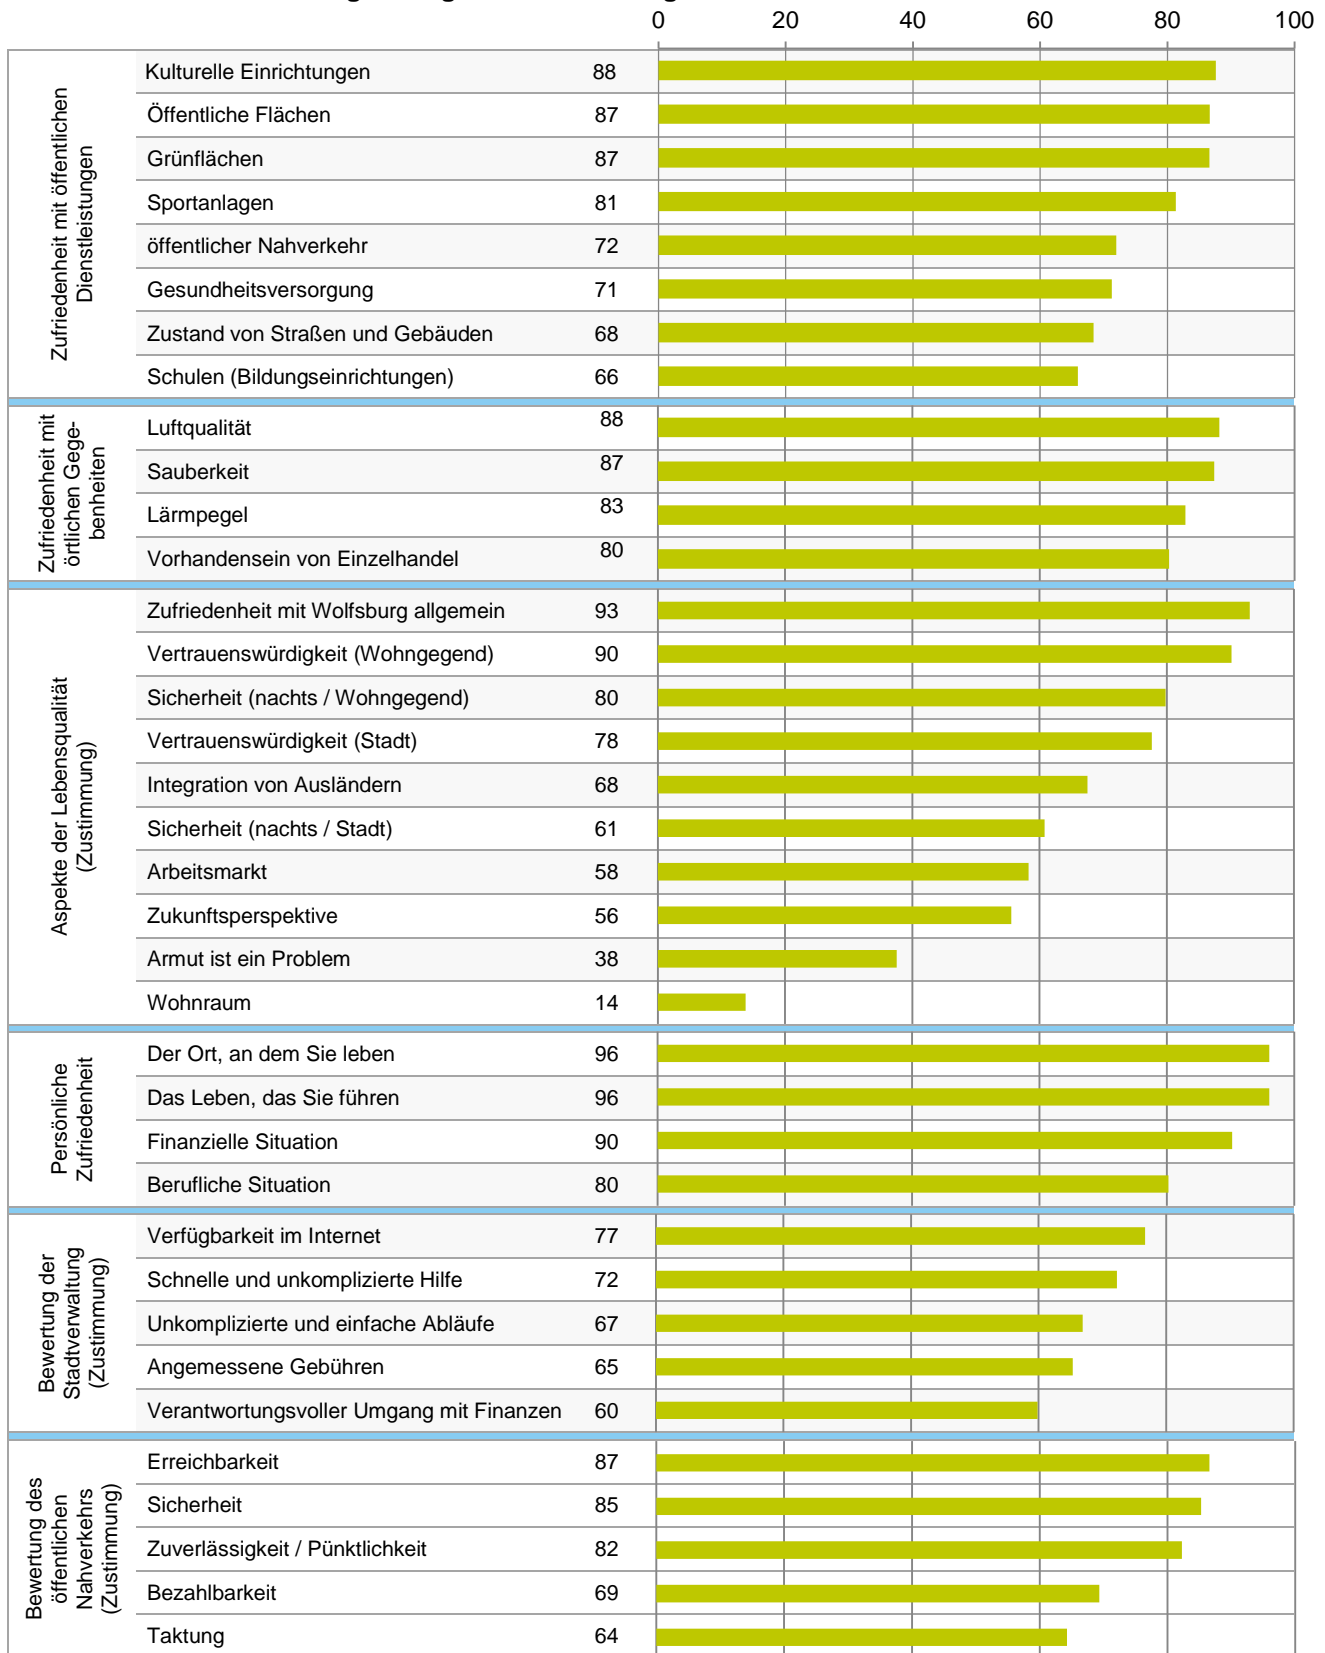 0 20 40 60 80 100
Zufriedenheit mit öffentlichen
Dienstleistungen
Kulturelle Einrichtungen 88
Öffentliche Flächen 87
Grünflächen 87
Sportanlagen 81
öffentlicher Nahverkehr 72
Gesundheitsversorgung 71
Zustand von Straßen und Gebäuden 68
Schulen (Bildungseinrichtungen) 66
Zufriedenheit mit
örtlichen Gege-
benheiten
Luftqualität 88
Sauberkeit 87
Lärmpegel 83
Vorhandensein von Einzelhandel 80
Aspekte der Lebensqualität
(Zustimmung)
Zufriedenheit mit Wolfsburg allgemein 93
Vertrauenswürdigkeit (Wohngegend) 90
Sicherheit (nachts / Wohngegend) 80
Vertrauenswürdigkeit (Stadt) 78
Integration von Ausländern 68
Sicherheit (nachts / Stadt) 61
Arbeitsmarkt 58
Zukunftsperspektive 56
Armut ist ein Problem 38
Wohnraum 14
Persönliche
Zufriedenheit
Der Ort, an dem Sie leben 96
Das Leben, das Sie führen 96
Finanzielle Situation 90
Berufliche Situation 80
Bewertung der
Stadtverwaltung
(Zustimmung)
Verfügbarkeit im Internet 77
Schnelle und unkomplizierte Hilfe 72
Unkomplizierte und einfache Abläufe 67
Angemessene Gebühren 65
Verantwortungsvoller Umgang mit Finanzen 60
Bewertung des
öffentlichen
Nahverkehrs
(Zustimmung)
Erreichbarkeit 87
Sicherheit 85
Zuverlässigkeit / Pünktlichkeit 82
Bezahlbarkeit 69
Taktung 64